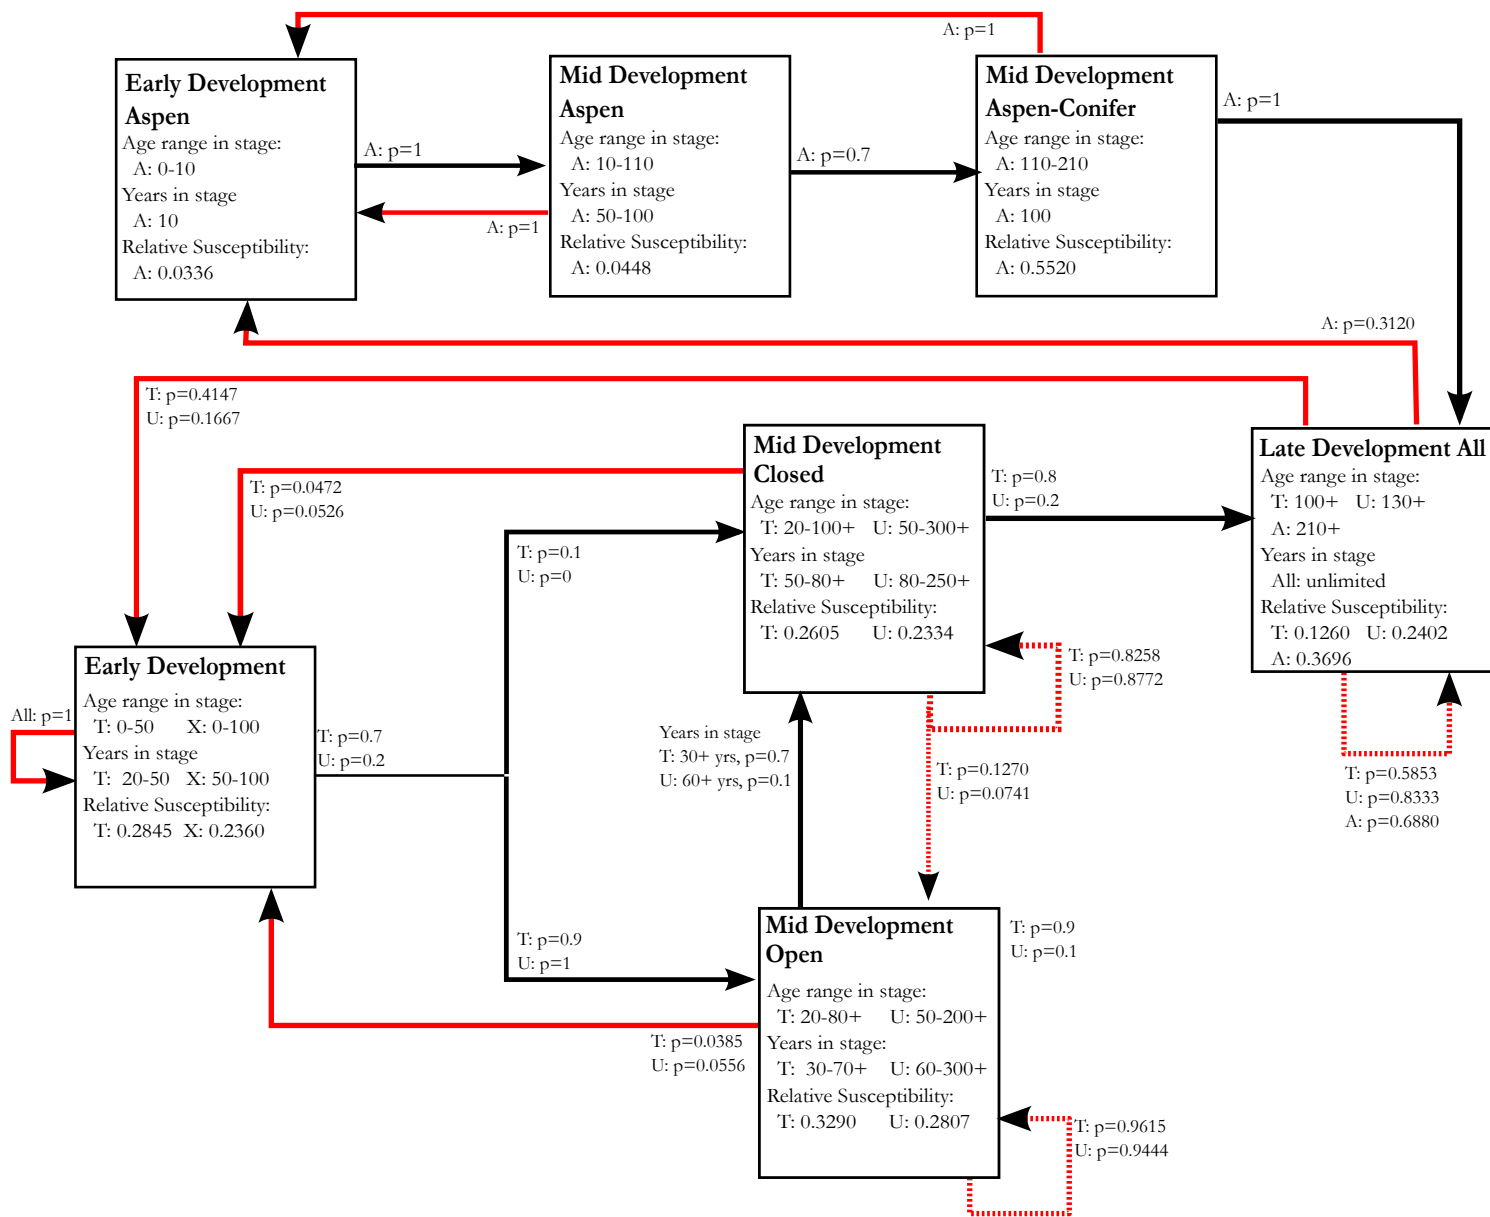 A: p=1
Early Development
Aspen
Age range in stage:
A: 0-10
Years in stage
A: 10
Relative Susceptibility:
A: 0.0336
A: p=1
A: p=1
Mid Development
Aspen
Age range in stage:
A: 10-110
Years in stage
A: 50-100
Relative Susceptibility:
A: 0.0448
A: p=0.7
Mid Development
Aspen-Conifer
Age range in stage:
A: 110-210
Years in stage
A: 100
Relative Susceptibility:
A: 0.5520
A: p=1
A: p=0.3120
T: p=0.4147
U: p=0.1667
T: p=0.0472
U: p=0.0526
Mid Development
Closed
Age range in stage:
T: 20-100+ U: 50-300+
Years in stage
T: 50-80+ U: 80-250+
Relative Susceptibility:
T: 0.2605 U: 0.2334
T: p=0.8
U: p=0.2
Late Development All
Age range in stage:
T: 100+ U: 130+
A: 210+
Years in stage
All: unlimited
Relative Susceptibility:
T: 0.1260 U: 0.2402
A: 0.3696
T: p=0.1
U: p=0
T: p=0.8258
U: p=0.8772
Early Development
Age range in stage:
T: 0-50 X: 0-100
Years in stage
T: 20-50 X: 50-100
Relative Susceptibility:
T: 0.2845 X: 0.2360
All: p=1
T: p=0.7
U: p=0.2
Years in stage
T: 30+ yrs, p=0.7
U: 60+ yrs, p=0.1
T: p=0.1270
U: p=0.0741
T: p=0.5853
U: p=0.8333
A: p=0.6880
T: p=0.9
U: p=1
Mid Development
Open
Age range in stage:
T: 20-80+ U: 50-200+
Years in stage:
T: 30-70+ U: 60-300+
Relative Susceptibility:
T: 0.3290 U: 0.2807
T: p=0.9
U: p=0.1
T: p=0.0385
U: p=0.0556
T: p=0.9615
U: p=0.9444